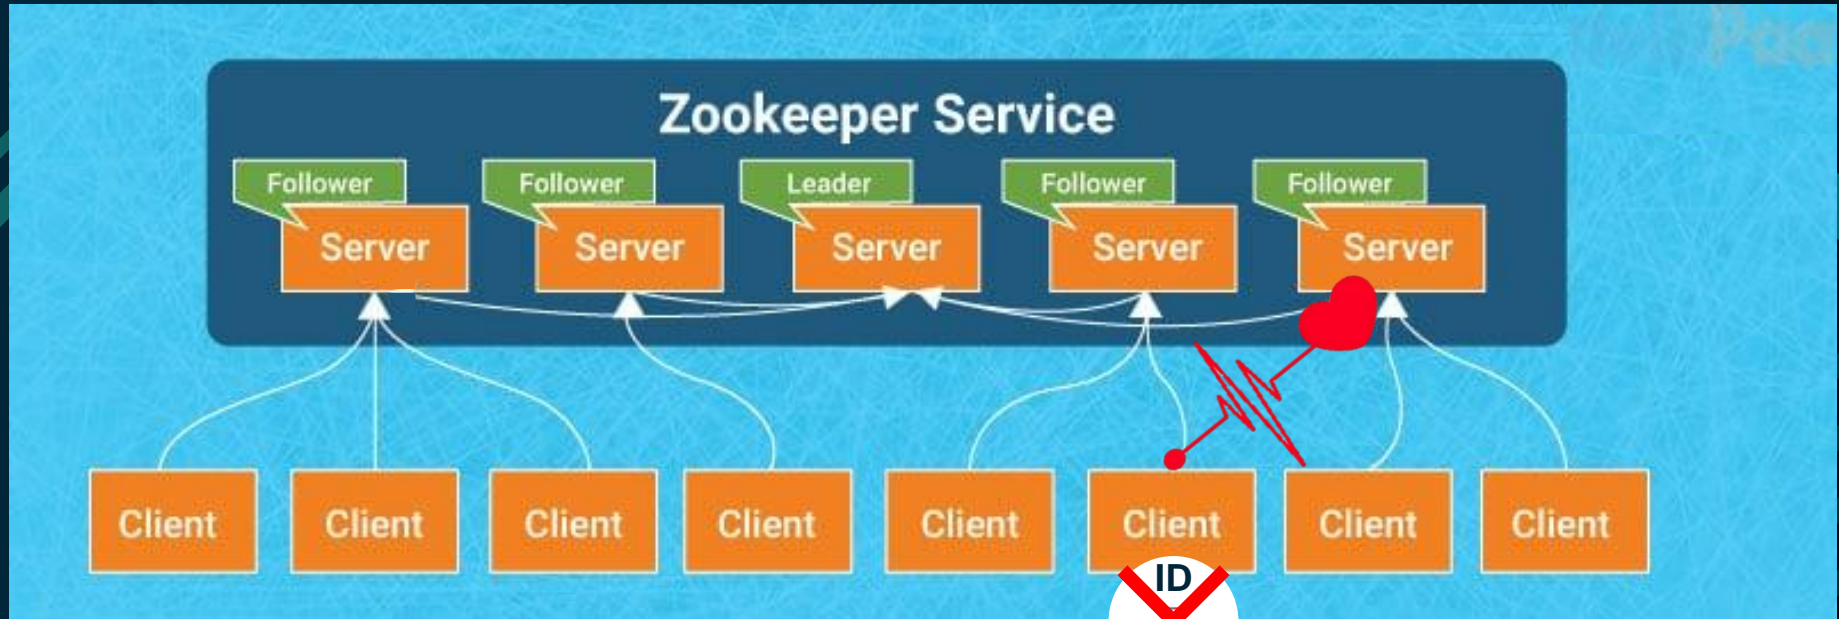 Zookeeper Service
Follower
Follower
Leader
Follower
Follower
Server
Server
Server
Server
Server
Client
Client
Client
Client
Client
Client
Client
Client
ID